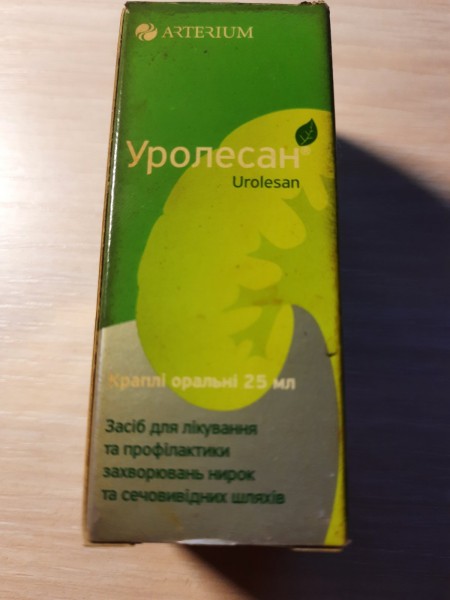 ARTERIUM
Уролесан®
Urolesan
Краплі оральні 25 мл
Засіб для лікування
та профілактики
захворювань нирок
та сечовивідних шляхів